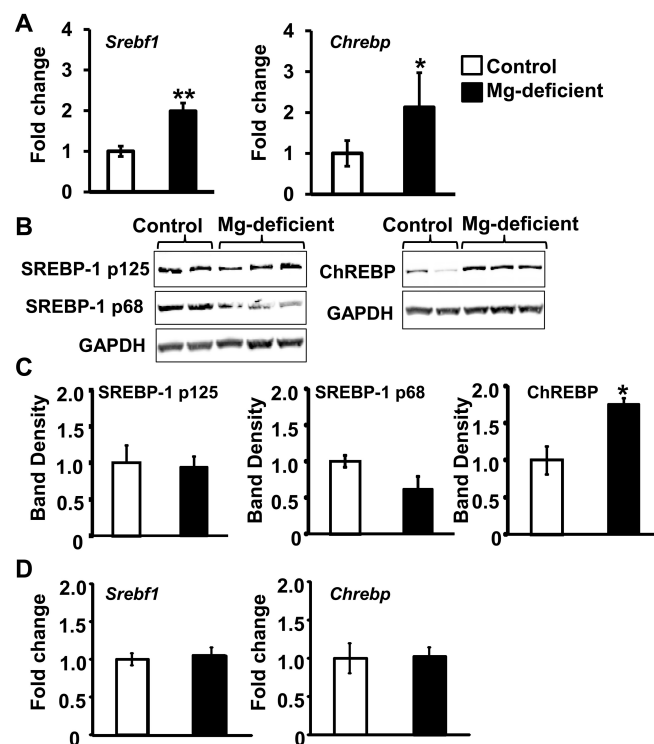 A
Srebf1
Fold change
4
3
2
1
0
**
Chrebp
Fold change
4
3
2
1
0
*
Control
Mg-deficient
B
Control Mg-deficient
SREBP-1 p125
SREBP-1 p68
GAPDH
Control Mg-deficient
ChREBP
GAPDH
C
SREBP-1 p125
Band Density
2.0
1.5
1.0
0.5
0
SREBP-1 p68
Band Density
2.0
1.5
1.0
0.5
0
ChREBP
Band Density
2.0
1.5
1.0
0.5
0
*
D
Srebf1
Fold change
2.0
1.5
1.0
0.5
0
Chrebp
Fold change
2.0
1.5
1.0
0.5
0